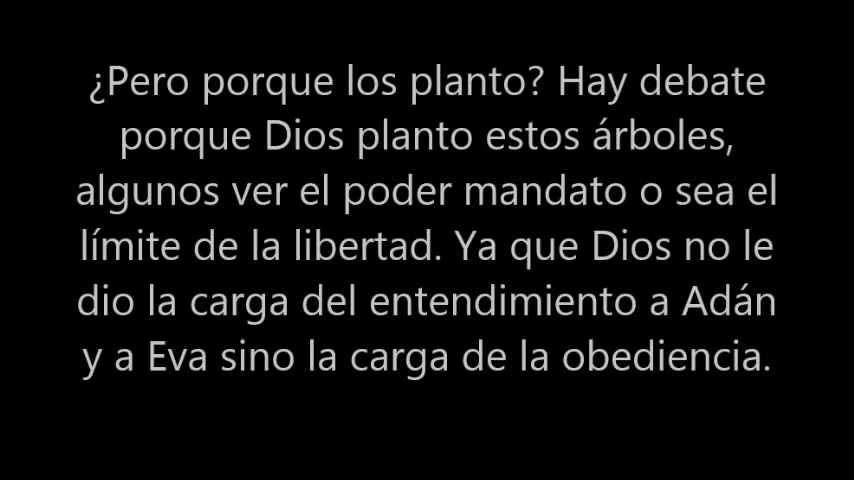 ¿Pero porque los planto? Hay debate
porque Dios planto estos árboles,
algunos ver el poder mandato o sea el
límite de la libertad. Ya que Dios no le
dio la carga del entendimiento a Adán
y a Eva sino la carga de la obediencia.